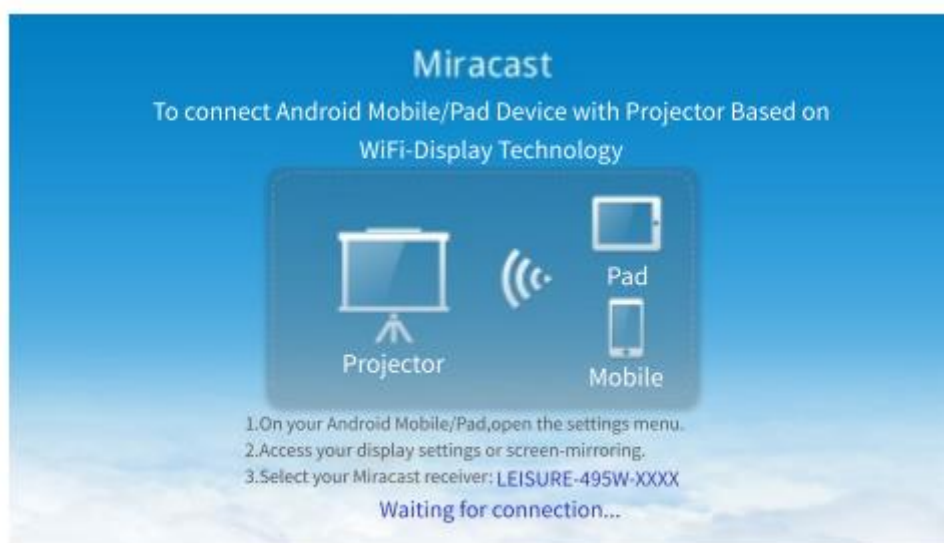 Miracast
To connect Android Mobile/Pad Device with Projector Based on
WiFi-Display Technology
Pad
Projector
Mobile
1.On your Android Mobile/Pad,open the settings menu.
2.Access your display settings or screen-mirroring.
3.Select your Miracast receiver: LEISURE-495W-XXXX
Waiting for connection...